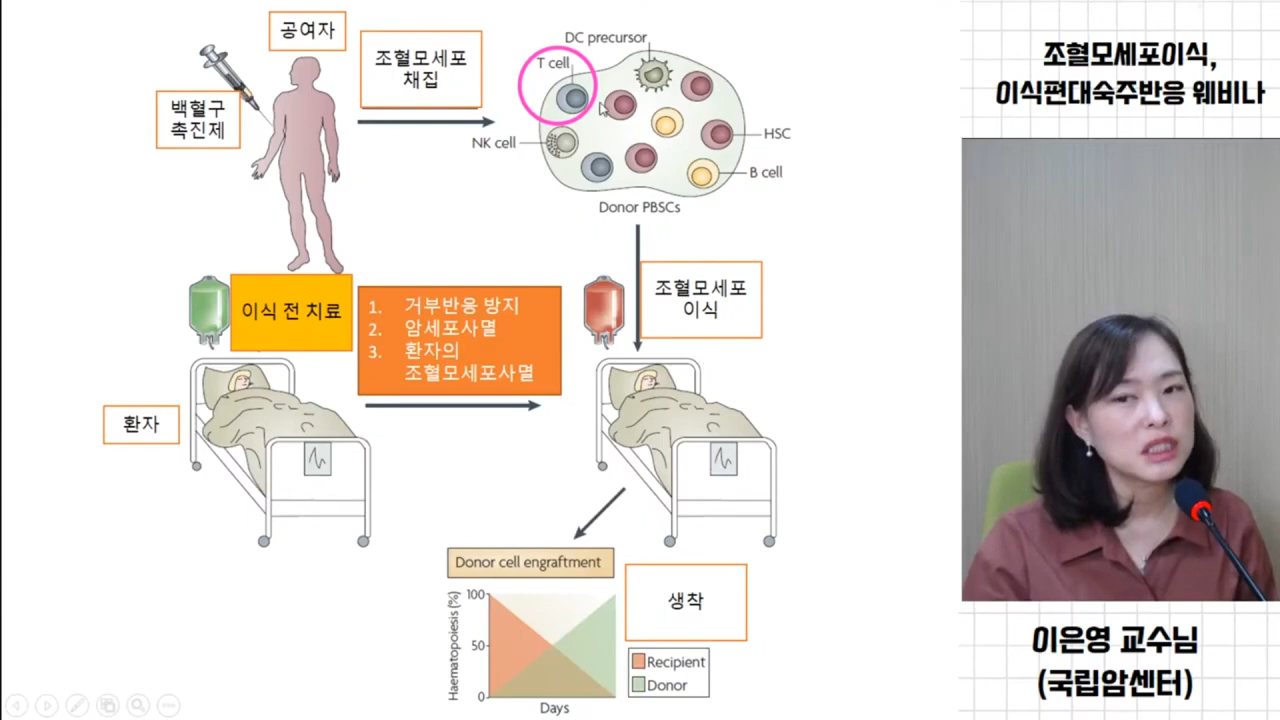 공여자
백혈구
촉진제
조혈모세포
채집
DC precursor
T cell
NK cell
HSC
B cell
Donor PBSCs
이식 전 치료
1. 거부반응 방지
2. 암세포사멸
3. 환자의
조혈모세포사멸
조혈모세포
이식
환자
Donor cell engraftment
생착
Haematopoiesis (%)
100
50
0
Days
Recipient
Donor
조혈모세포이식,
이식편대숙주반응 웨비나
이은영 교수님
(국립암센터)